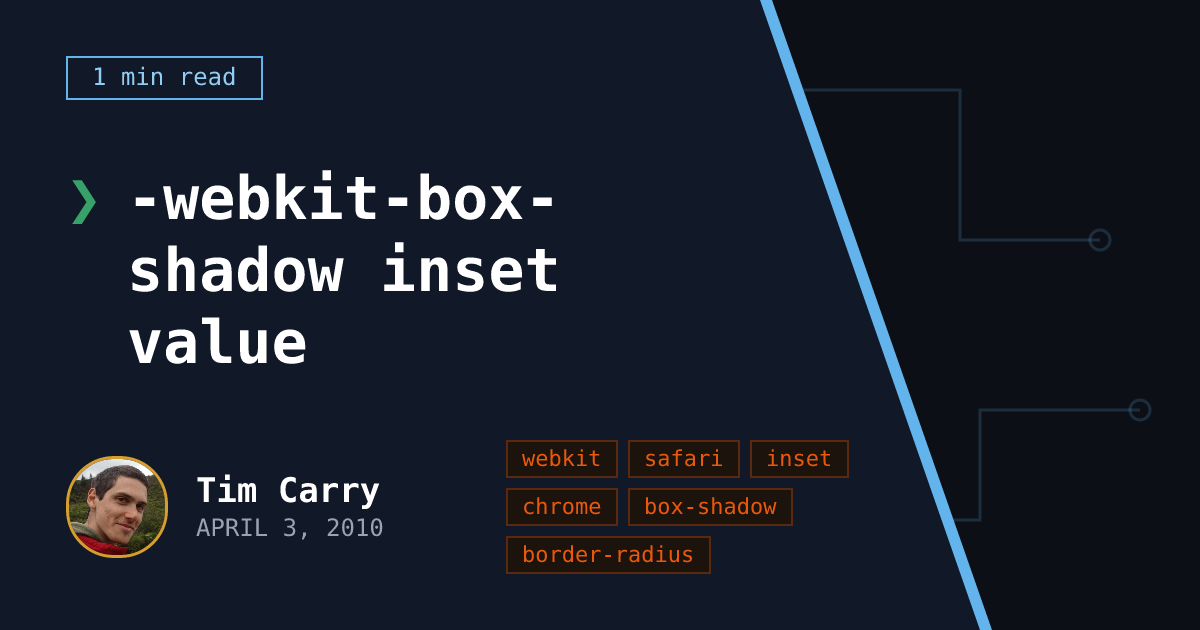 1 min read
❯ -webkit-box-
shadow inset
value
Tim Carry
APRIL 3, 2010
webkit safari inset
chrome box-shadow
border-radius